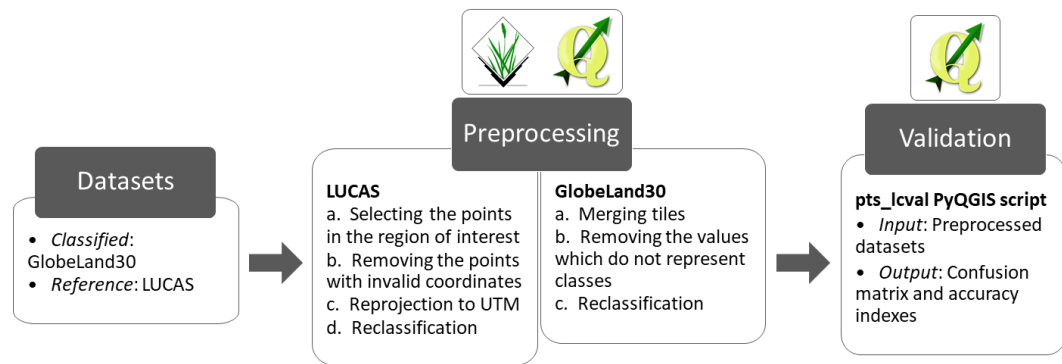 Datasets
• Classified:
GlobeLand30
• Reference: LUCAS
Preprocessing
LUCAS
a. Selecting the points
in the region of interest
b. Removing the points
with invalid coordinates
c. Reprojection to UTM
d. Reclassification
GlobeLand30
a. Merging tiles
b. Removing the values
which do not represent
classes
c. Reclassification
Validation
pts_lcval PyQGIS script
• Input: Preprocessed
datasets
• Output: Confusion
matrix and accuracy
indexes